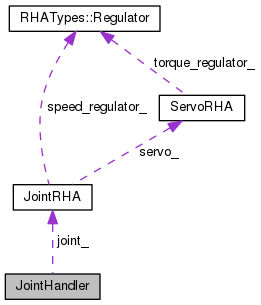 RHATypes::Regulator
torque_regulator_
speed_regulator_
ServoRHA
servo_
JointRHA
joint_
JointHandler